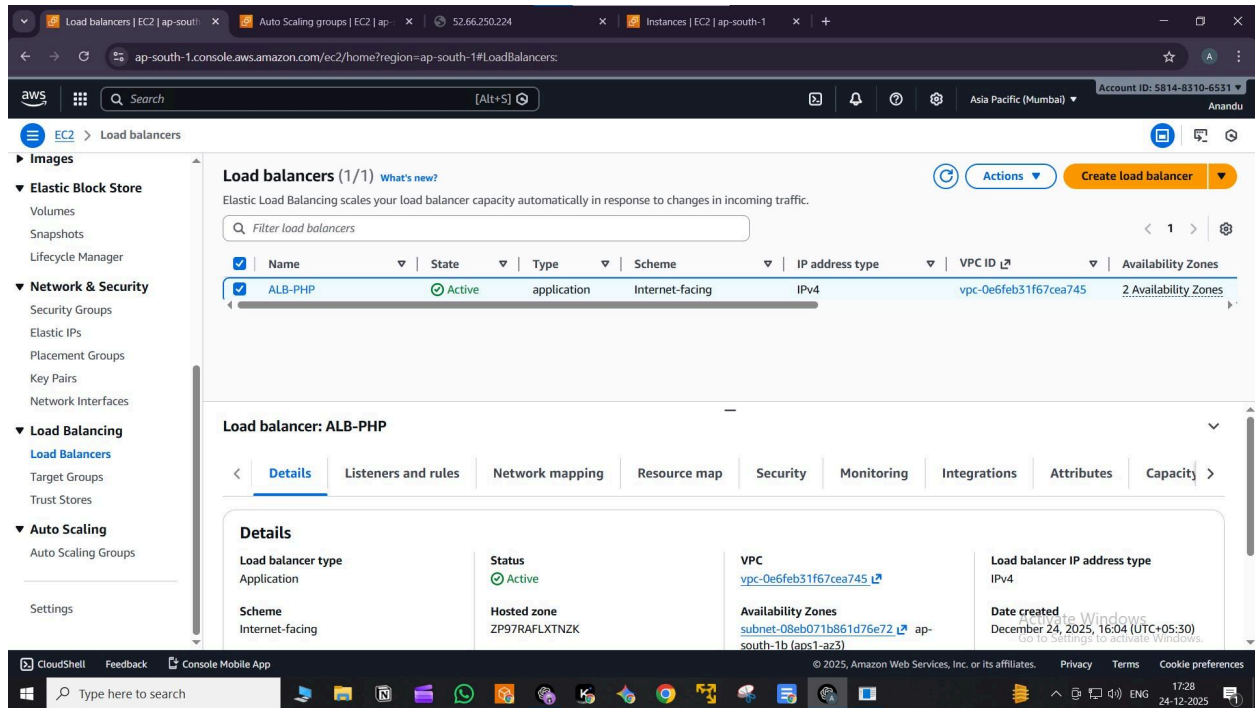 Load balancers | EC2 | ap-south
Auto Scaling groups | EC2 | ap-
52.66.250.224
Instances | EC2 | ap-south-1
ap-south-1.console.aws.amazon.com/ec2/home?region=ap-south-1#LoadBalancers:
A
aws
Search
[Alt+S]
Asia Pacific (Mumbai)
Account ID: 5814-8310-6531
Anandu
EC2 > Load balancers
Images
Elastic Block Store
Volumes
Snapshots
Lifecycle Manager
Network & Security
Security Groups
Elastic IPs
Placement Groups
Key Pairs
Network Interfaces
Load Balancing
Load Balancers
Target Groups
Trust Stores
Auto Scaling
Auto Scaling Groups
Settings
Load balancers (1/1) What's new?
Actions
Create load balancer
Elastic Load Balancing scales your load balancer capacity automatically in response to changes in incoming traffic.
Filter load balancers
1
Name State Type Scheme IP address type VPC ID Availability Zones
ALB-PHP Active application Internet-facing IPv4 vpc-0e6feb31f67cea745 2 Availability Zones
Load balancer: ALB-PHP
Details Listeners and rules Network mapping Resource map Security Monitoring Integrations Attributes Capacity
Details
Load balancer type
Application
Status
Active
VPC
vpc-0e6feb31f67cea745
Load balancer IP address type
IPv4
Scheme
Internet-facing
Hosted zone
ZP97RAFLXTNZK
Availability Zones
subnet-08eb071b861d76e72 ap-
south-1b (aps1-az3)
Date created
December 24, 2025, 16:04 (UTC+05:30)
Activate Windows
Go to Settings to activate Windows.
CloudShell Feedback Console Mobile App
© 2025, Amazon Web Services, Inc. or its affiliates. Privacy Terms Cookie preferences
Type here to search
ENG
17:28
24-12-2025
1